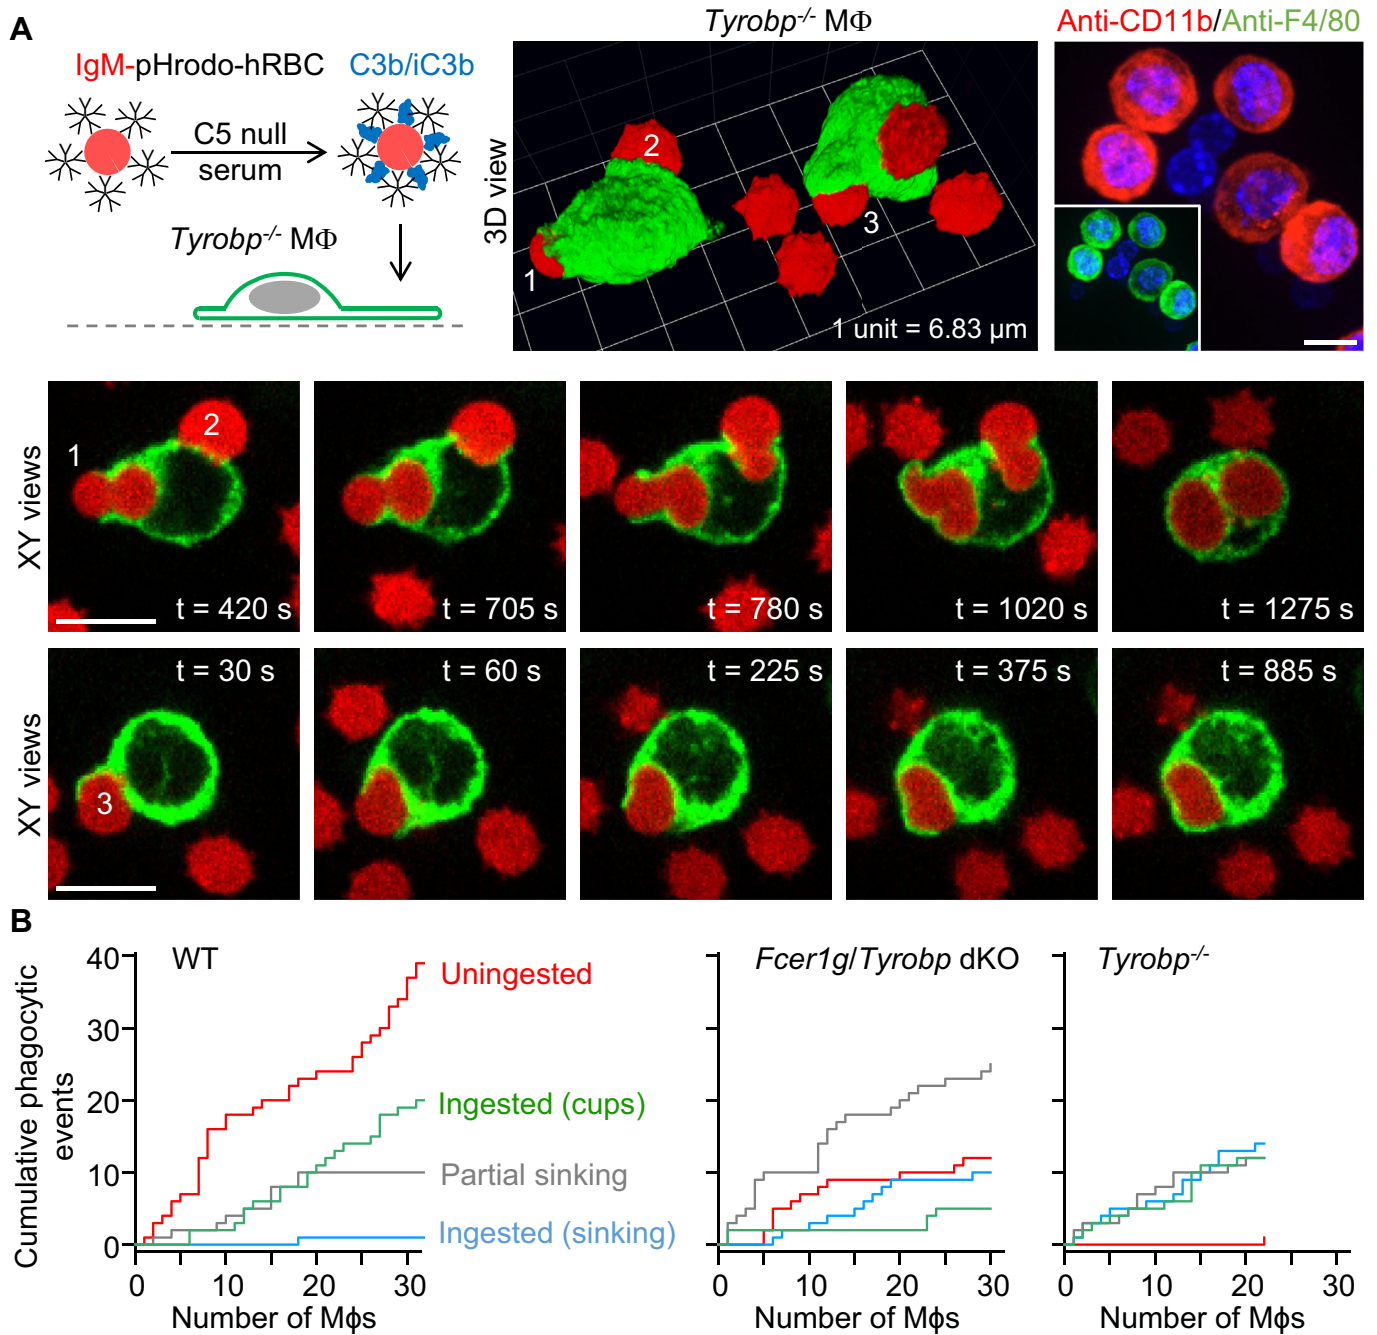 A
IgM-pHrodo-hRBC
C3b/iC3b
C5 null
serum
Tyrobp-/- MΦ
Tyrobp-/- MΦ
3D view
1
2
3
1 unit = 6.83 µm
Anti-CD11b/Anti-F4/80
XY views
1
2
t = 420 s
t = 705 s
t = 780 s
t = 1020 s
t = 1275 s
XY views
3
t = 30 s
t = 60 s
t = 225 s
t = 375 s
t = 885 s
B
Cumulative phagocytic
events
WT
40
30
20
10
0
0 10 20 30
Number of Mϕs
Uningested
Ingested (cups)
Partial sinking
Ingested (sinking)
Fcer1g/Tyrobp dKO
0 10 20 30
Number of Mϕs
Tyrobp-/-
0 10 20 30
Number of Mϕs